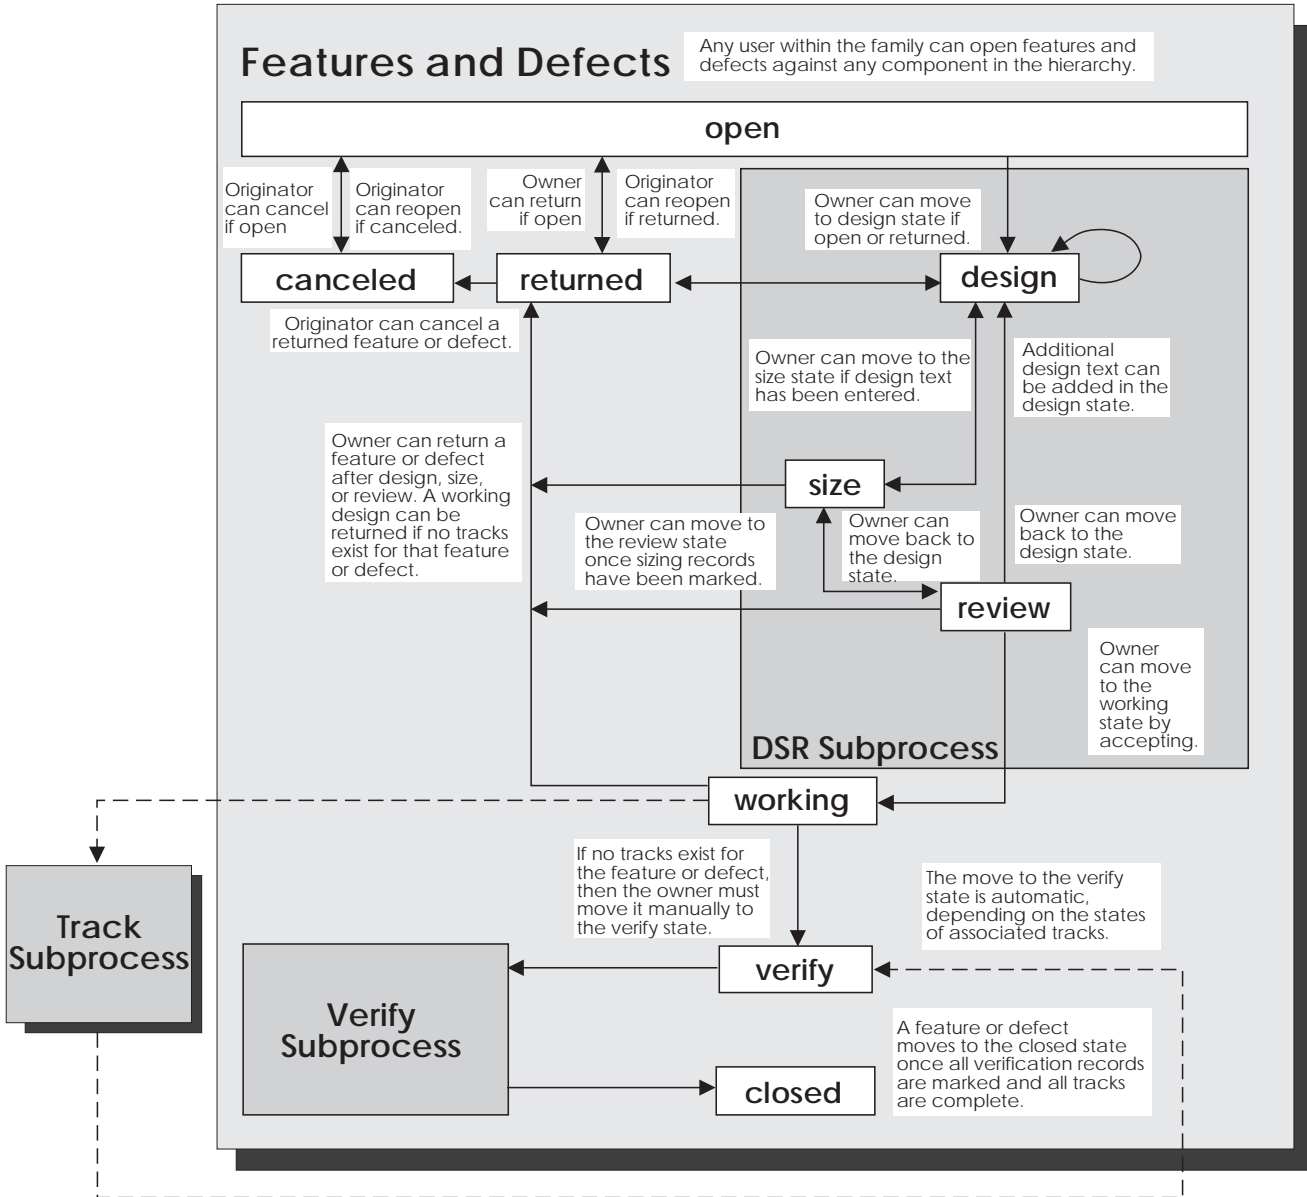 Features and Defects
Any user within the family can open features and
defects against any component in the hierarchy.
open
Originator
can cancel
if open
Originator
can reopen
if canceled.
Owner
can return
if open
Originator
can reopen
if returned.
Owner can move
to design state if
open or returned.
canceled
returned
design
Originator can cancel a
returned feature or defect.
Owner can move to the
size state if design text
has been entered.
Additional
design text can
be added in the
design state.
Owner can return a
feature or defect
after design, size,
or review. A working
design can be
returned if no tracks
exist for that feature
or defect.
size
Owner can move to
the review state
once sizing records
have been marked.
Owner can
move back to
the design
state.
Owner can move
back to the
design state.
review
Owner
can move
to the
working
state by
accepting.
DSR Subprocess
working
If no tracks exist for
the feature or defect,
then the owner must
move it manually to
the verify state.
The move to the verify
state is automatic,
depending on the states
of associated tracks.
Track
Subprocess
verify
Verify
Subprocess
A feature or defect
moves to the closed state
once all verification records
are marked and all tracks
are complete.
closed